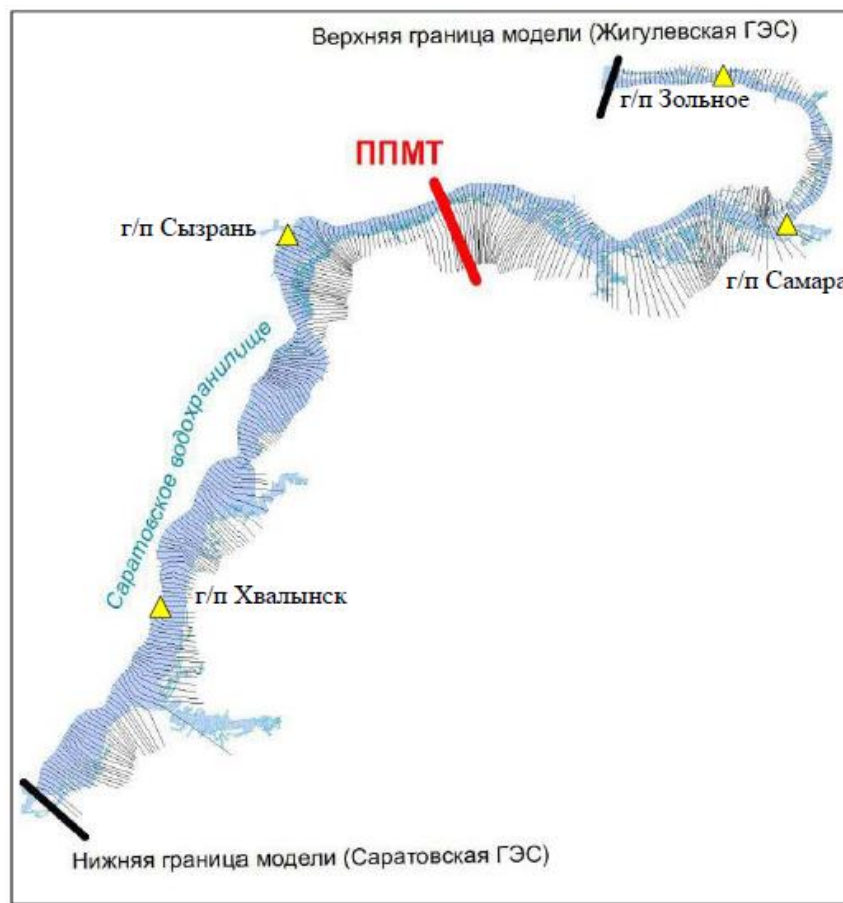 Верхняя граница модели (Жигулевская ГЭС)
г/п Зольное
ППМТ
г/п Сызрань
г/п Самара
Саратовское водохранилище
г/п Хвалынск
Нижняя граница модели (Саратовская ГЭС)